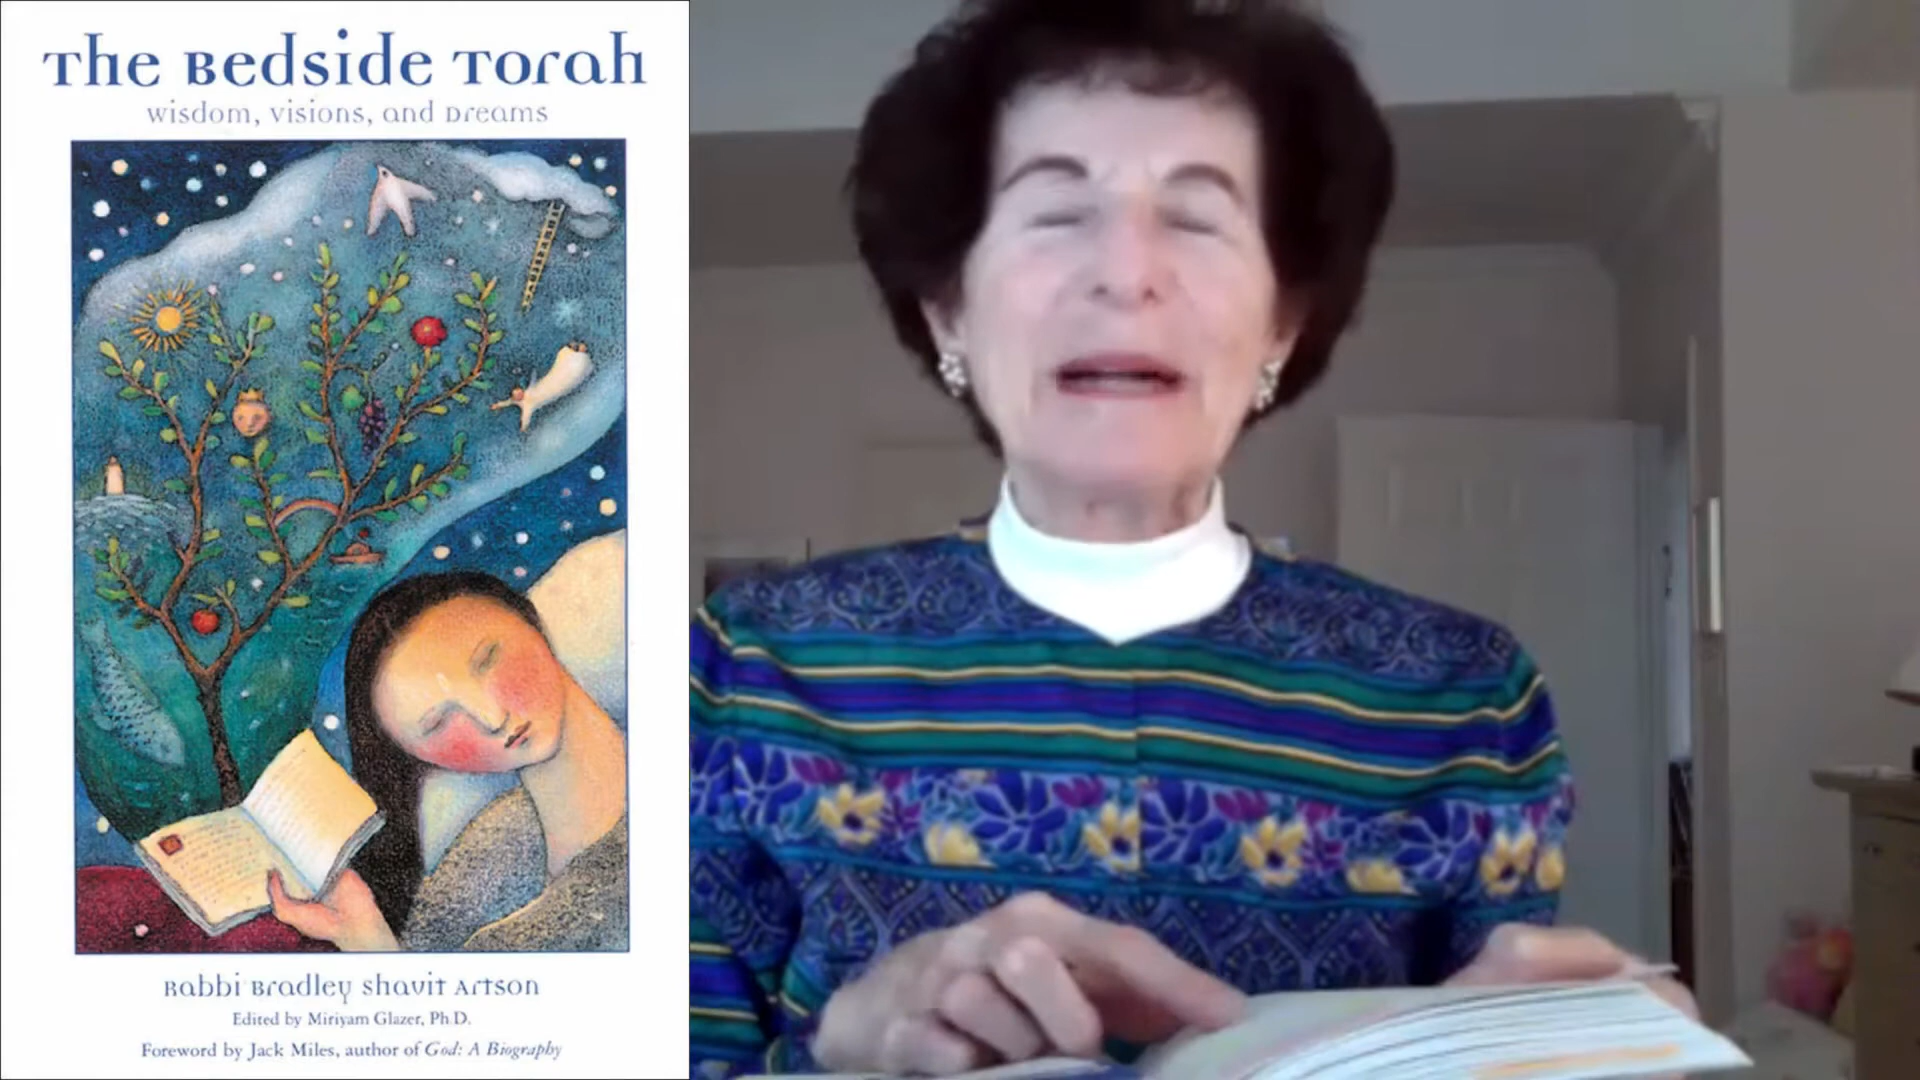 The Bedside Torah
wisdom, visions, and Dreams
Rabbi Bradley Shavit Artson
Edited by Miriyam Glazer, Ph.D.
Foreword by Jack Miles, author of God: A Biography